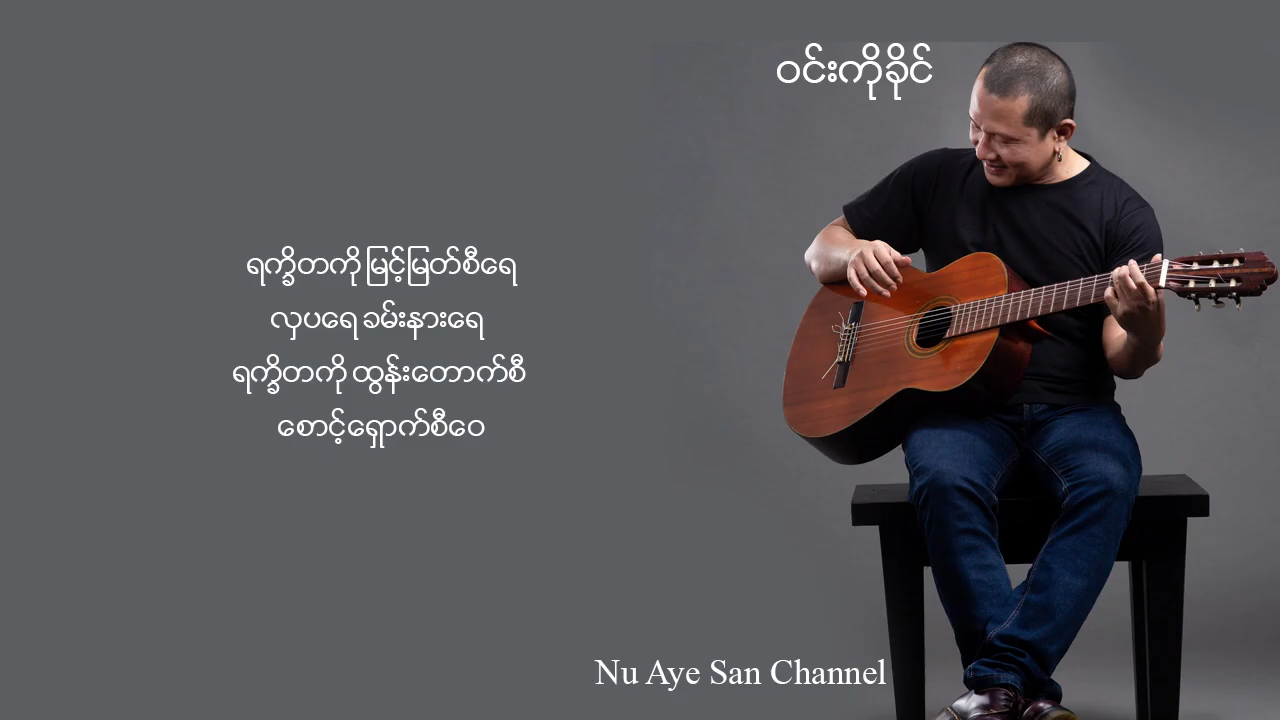 ဝင်းကိုခိုင်
ရက္ခိတကို မြင့်မြတ်စီရေ
လှပရေ ခမ်းနားရေ
ရက္ခိတကို ထွန်းတောက်စီ
စောင့်ရှောက်စီဝေ
Nu Aye San Channel